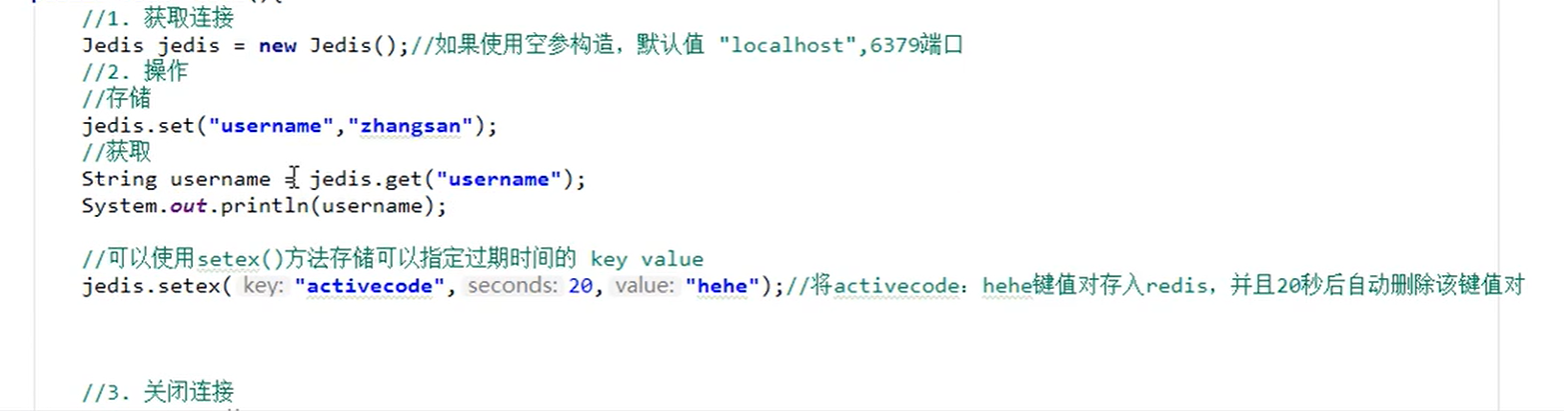 //1. 获取连接
Jedis jedis = new Jedis();//如果使用空参构造，默认值 "localhost",6379端口
//2. 操作
//存储
jedis.set("username","zhangsan");
//获取
String username = jedis.get("username");
System.out.println(username);
//可以使用setex()方法存储可以指定过期时间的 key value
jedis.setex( key: "activecode", seconds: 20, value: "hehe");//将activecode：hehe键值对存入redis，并且20秒后自动删除该键值对
//3. 关闭连接